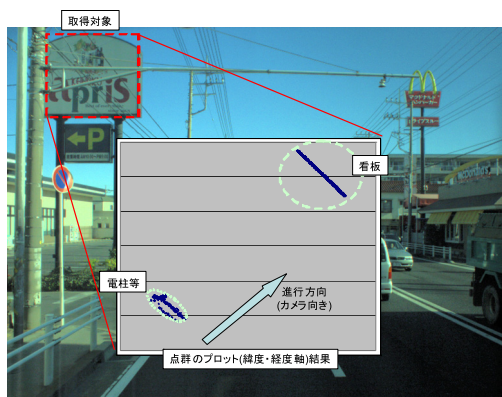 取得対象
apris
P
看板
電柱等
進行方向
(カメラ向き)
点群のプロット(緯度・経度軸)結果